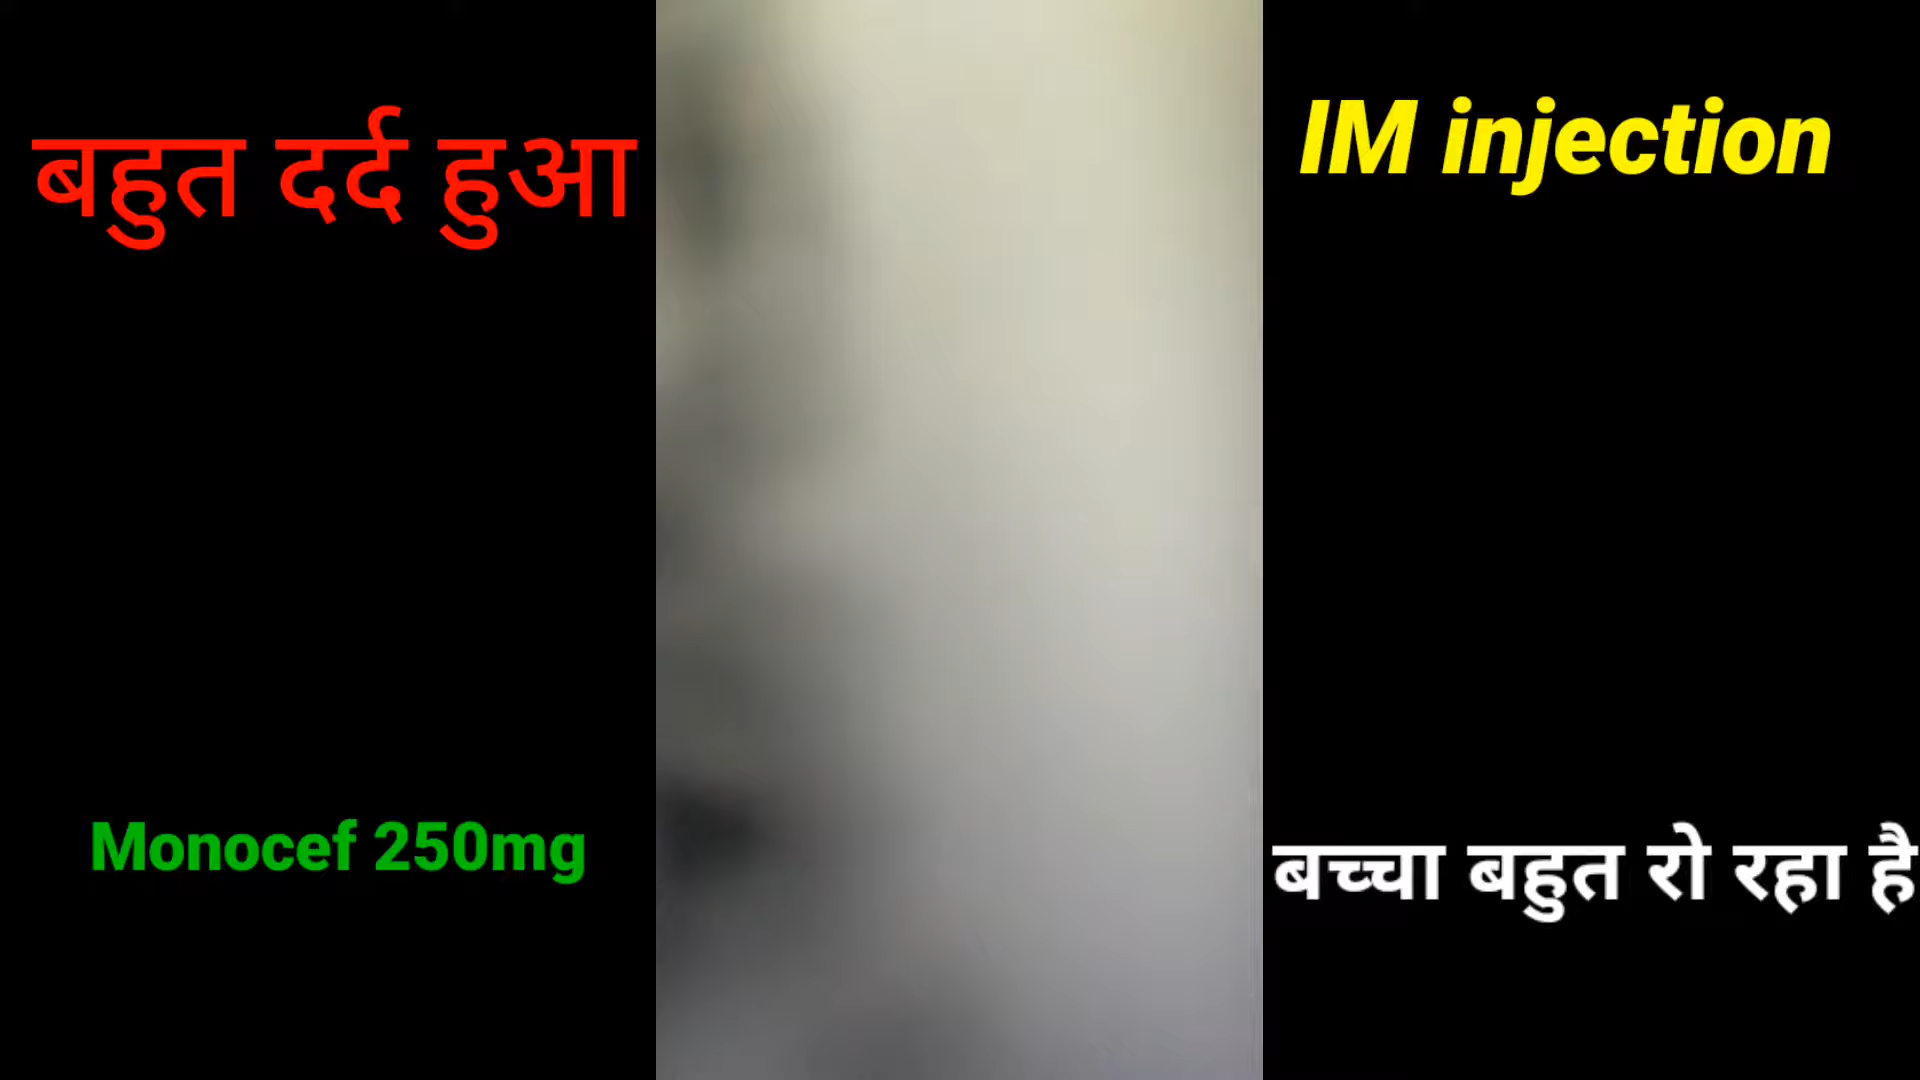 बहुत दर्द हुआ
IM injection
Monocef 250mg
बच्चा बहुत रो रहा है